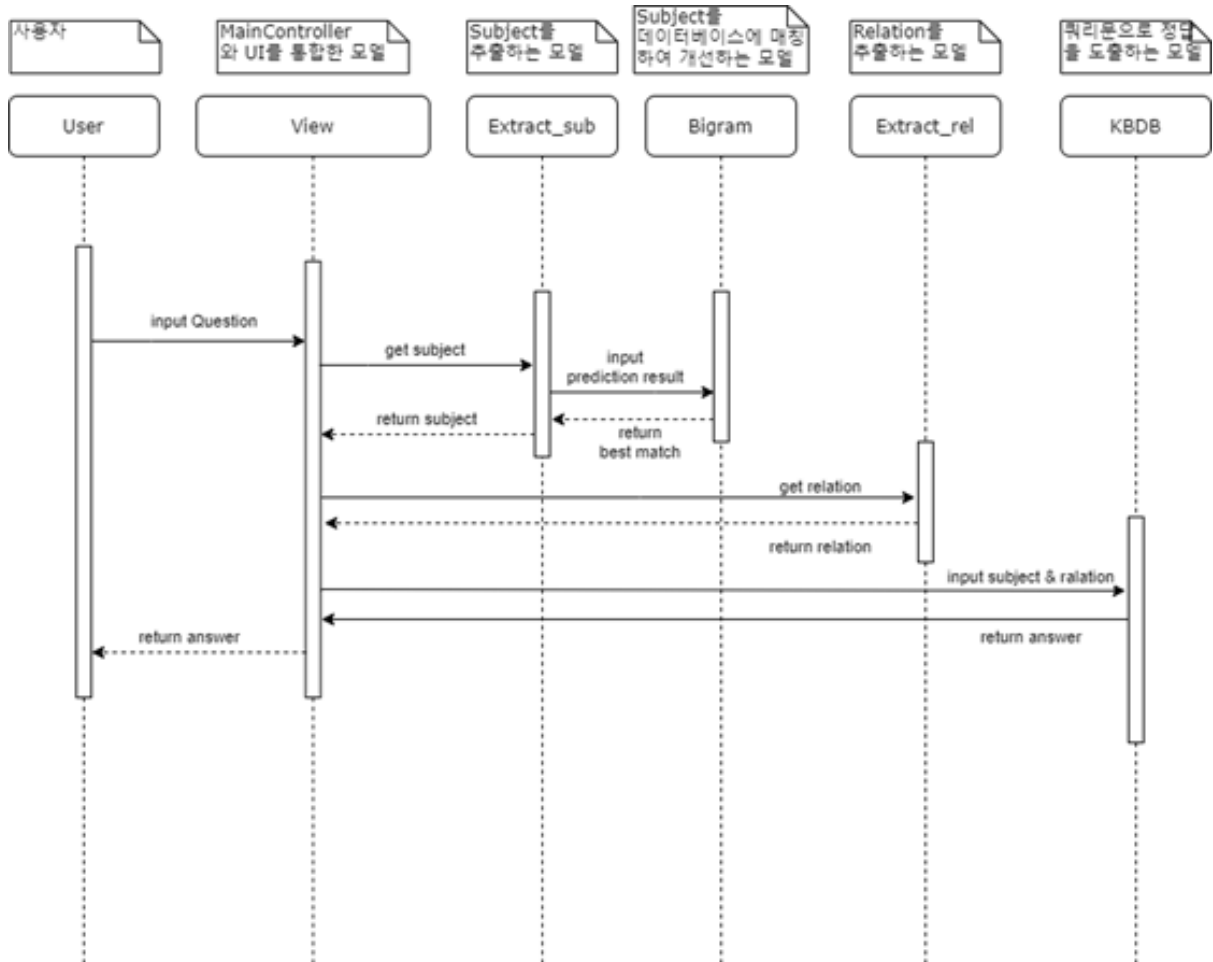 사용자
MainController
와 UI를 통합한 모델
Subject를
추출하는 모델
Subject를
데이터베이스에 매칭
하여 개선하는 모델
Relation를
추출하는 모델
쿼리문으로 정답
을 도출하는 모델
User
View
Extract_sub
Bigram
Extract_rel
KBDB
input Question
get subject
input
prediction result
return subject
return
best match
get relation
return relation
input subject & ralation
return answer
return answer